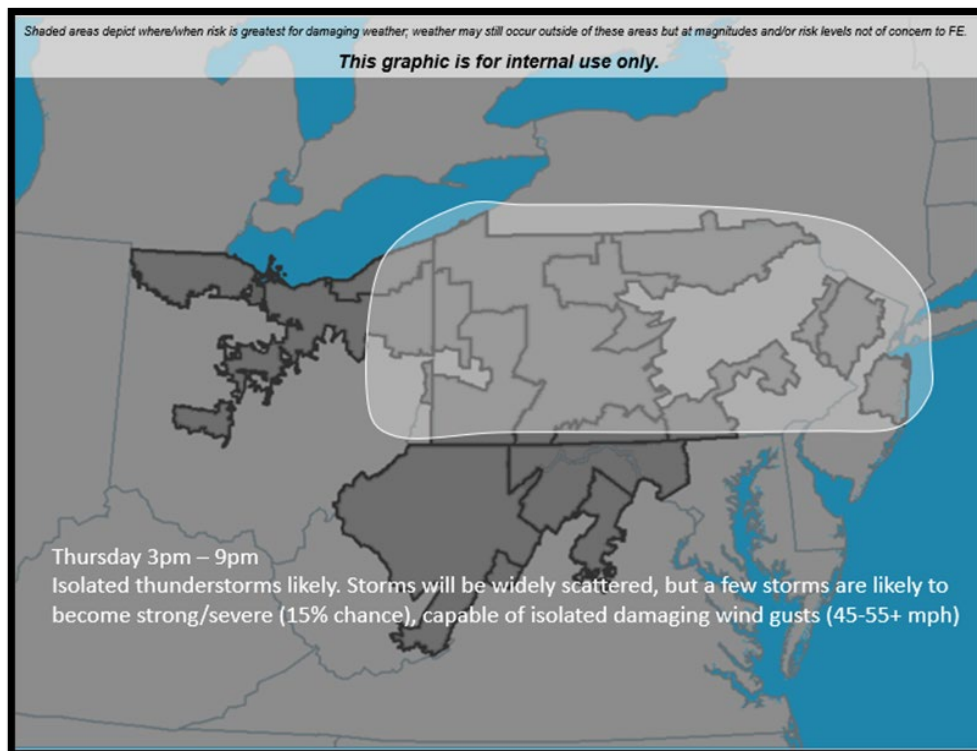 Shaded areas depict where/when risk is greatest for damaging weather; weather may still occur outside of these areas but at magnitudes and/or risk levels not of concern to FE.
This graphic is for internal use only.
Thursday 3pm – 9pm
Isolated thunderstorms likely. Storms will be widely scattered, but a few storms are likely to
become strong/severe (15% chance), capable of isolated damaging wind gusts (45-55+ mph)